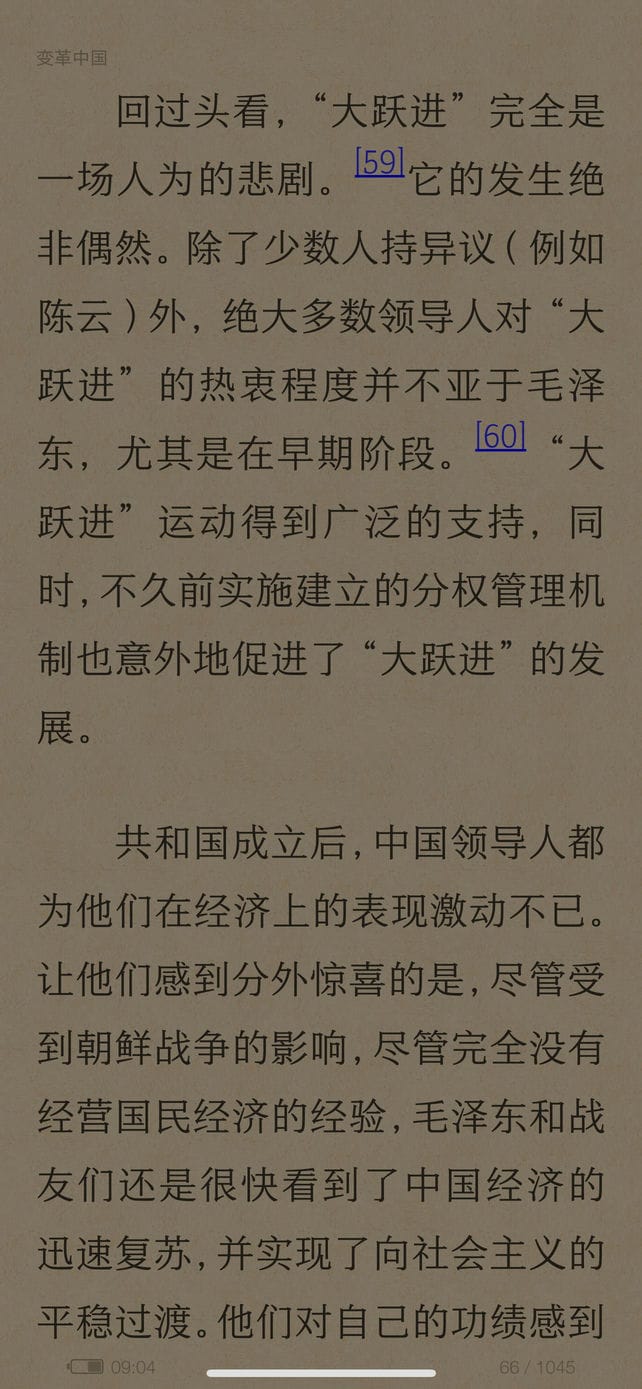 变革中国
回过头看，“大跃进”完全是
一场人为的悲剧。[59]它的发生绝
非偶然。除了少数人持异议（例如
陈云）外，绝大多数领导人对“大
跃进”的热衷程度并不亚于毛泽
东，尤其是在早期阶段。[60]“大
跃进”运动得到广泛的支持，同
时，不久前实施建立的分权管理机
制也意外地促进了“大跃进”的发
展。
共和国成立后，中国领导人都
为他们在经济上的表现激动不已。
让他们感到分外惊喜的是，尽管受
到朝鲜战争的影响，尽管完全没有
经营国民经济的经验，毛泽东和战
友们还是很快看到了中国经济的
迅速复苏，并实现了向社会主义的
平稳过渡。他们对自己的功绩感到
09:04
66 / 1045